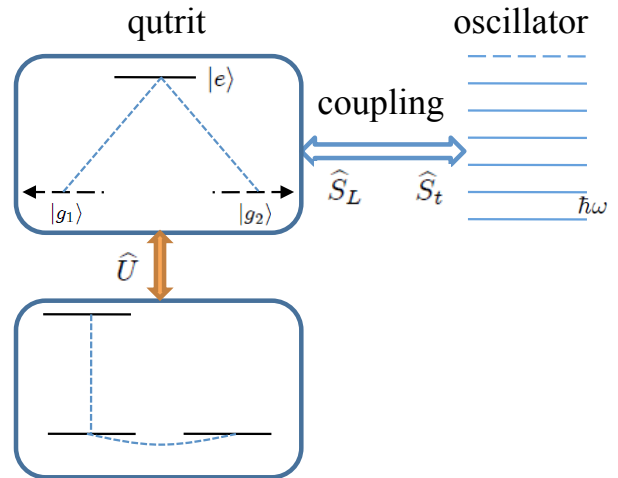 qutrit
oscillator
|e⟩
coupling
|g₁⟩
|g₂⟩
Ŝ_L
Ŝ_t
ħω
Û